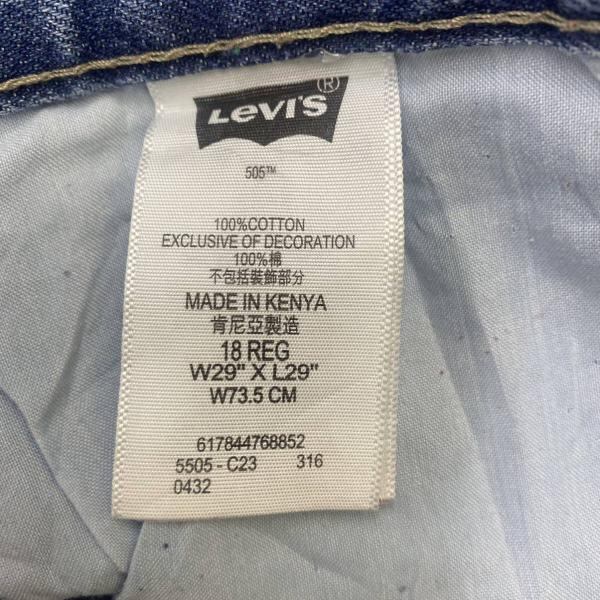 Levi's®
505™
100%COTTON
EXCLUSIVE OF DECORATION
100%棉
不包括裝飾部分
MADE IN KENYA
肯尼亞製造
18 REG
W29" X L29"
W73.5 CM
617844768852
5505 - C23 316
0432